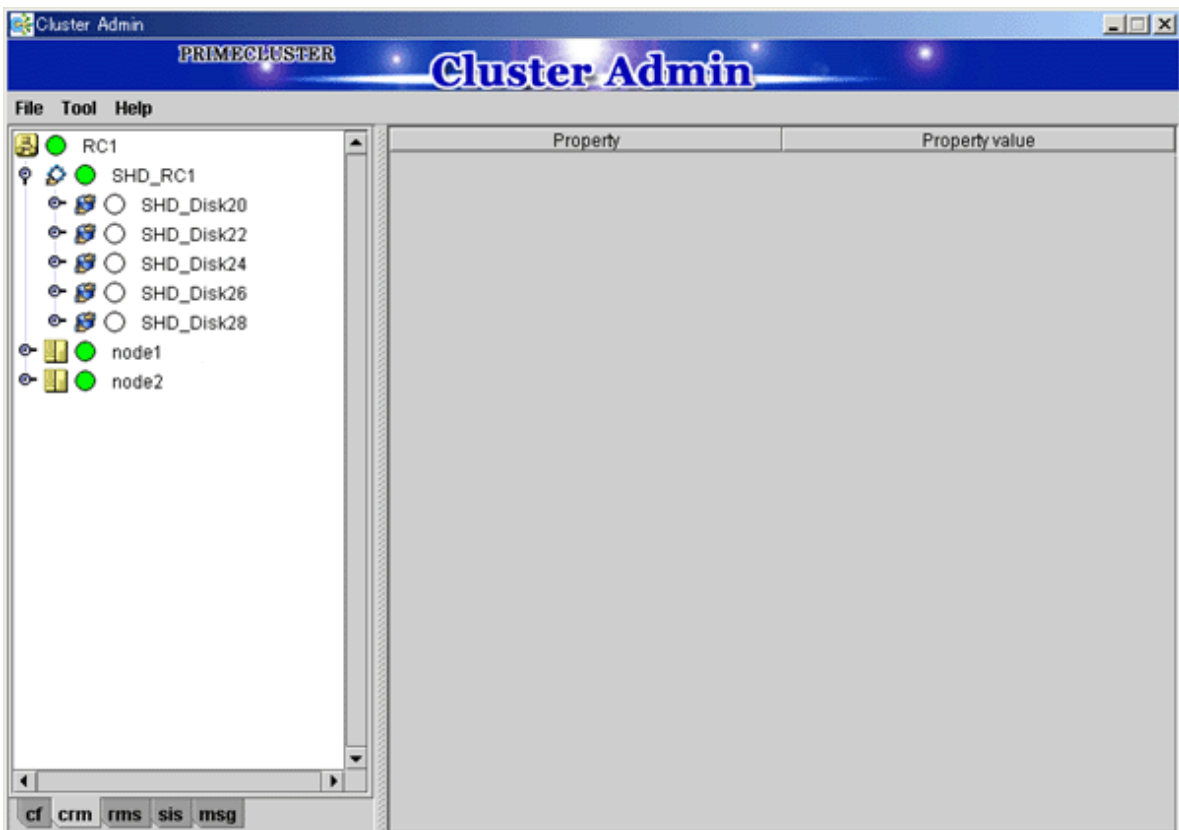 Cluster Admin
PRIMECLUSTER
Cluster Admin
File Tool Help
RC1
SHD_RC1
SHD_Disk20
SHD_Disk22
SHD_Disk24
SHD_Disk26
SHD_Disk28
node1
node2
Property Property value
cf crm rms sis msg